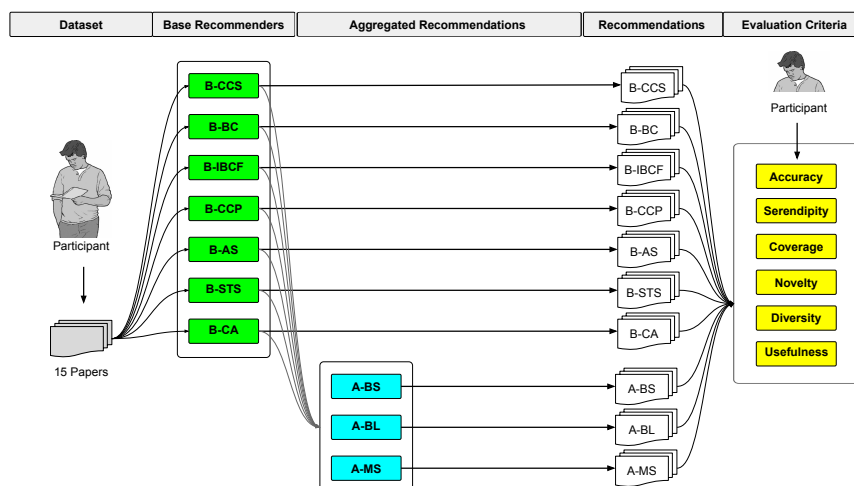 Dataset
Base Recommenders
Aggregated Recommendations
Recommendations
Evaluation Criteria
Participant
15 Papers
B-CCS
B-BC
B-IBCF
B-CCP
B-AS
B-STS
B-CA
A-BS
A-BL
A-MS
B-CCS
B-BC
B-IBCF
B-CCP
B-AS
B-STS
B-CA
A-BS
A-BL
A-MS
Participant
Accuracy
Serendipity
Coverage
Novelty
Diversity
Usefulness